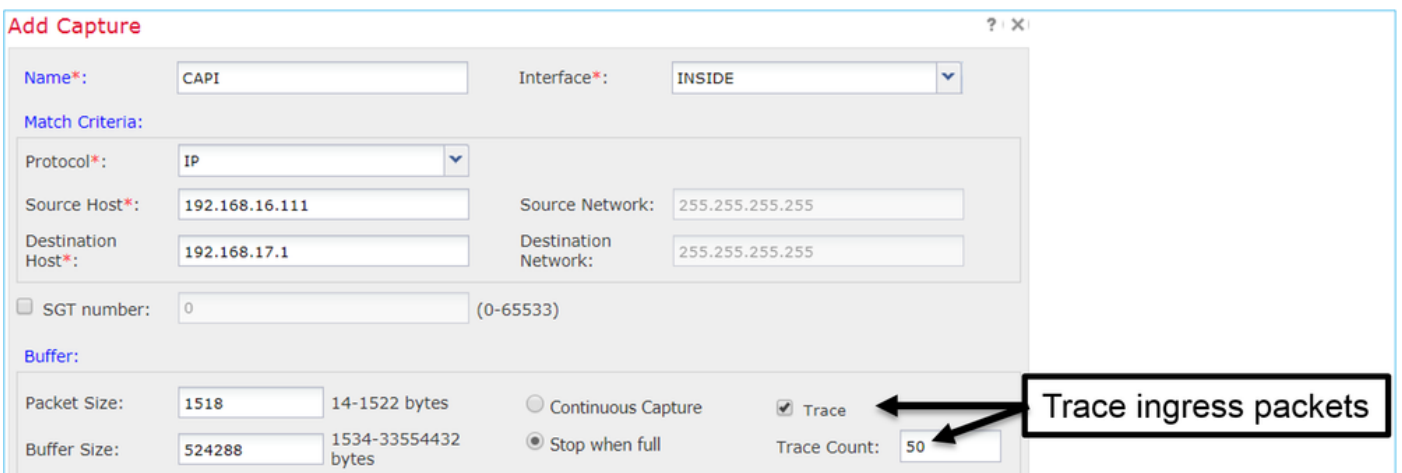 Add Capture ? X
Name*: CAPI Interface*: INSIDE
Match Criteria:
Protocol*: IP
Source Host*: 192.168.16.111 Source Network: 255.255.255.255
Destination Host*: 192.168.17.1 Destination Network: 255.255.255.255
SGT number: 0 (0-65533)
Buffer:
Packet Size: 1518 14-1522 bytes Continuous Capture Trace
Trace ingress packets
Buffer Size: 524288 1534-33554432 bytes Stop when full Trace Count: 50